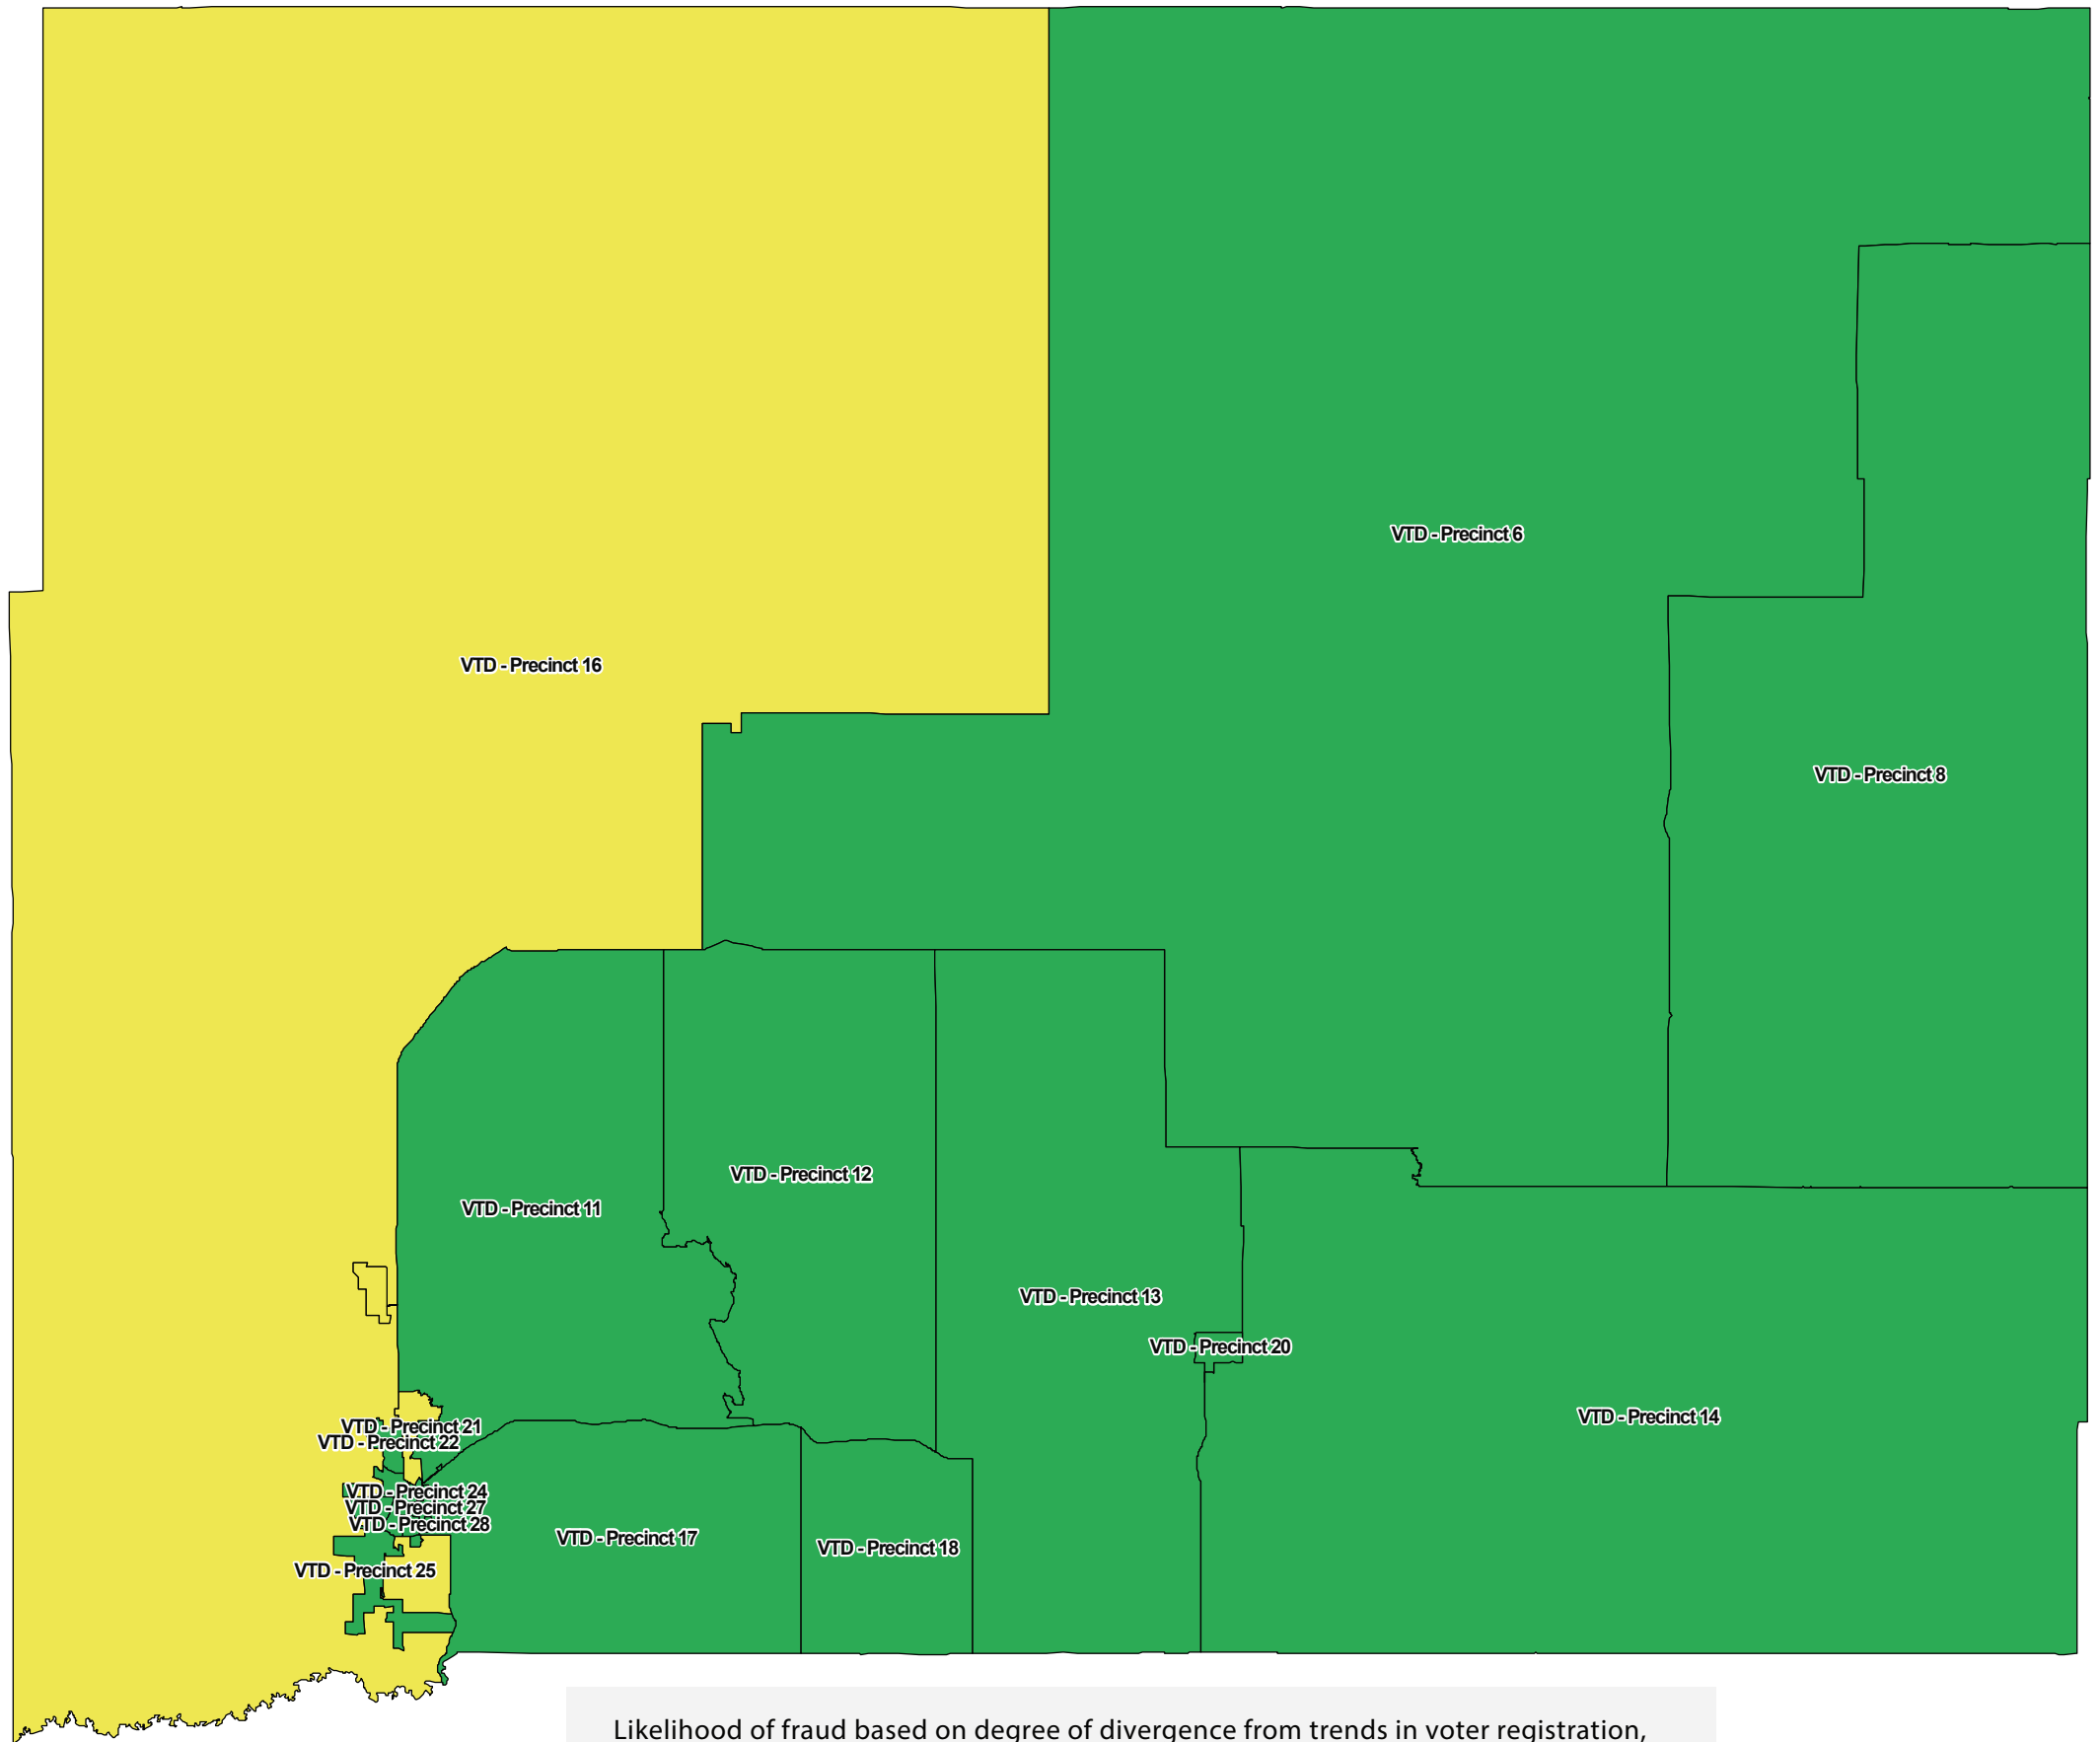 VTD - Precinct 6
VTD - Precinct 16
VTD - Precinct 8
VTD - Precinct 12
VTD - Precinct 11
VTD - Precinct 13
VTD - Precinct 20
VTD - Precinct 14
VTD - Precinct 21
VTD - Precinct 22
VTD - Precinct 24
VTD - Precinct 27
VTD - Precinct 28
VTD - Precinct 17
VTD - Precinct 18
VTD - Precinct 25
Likelihood of fraud based on degree of divergence from trends in voter registration,